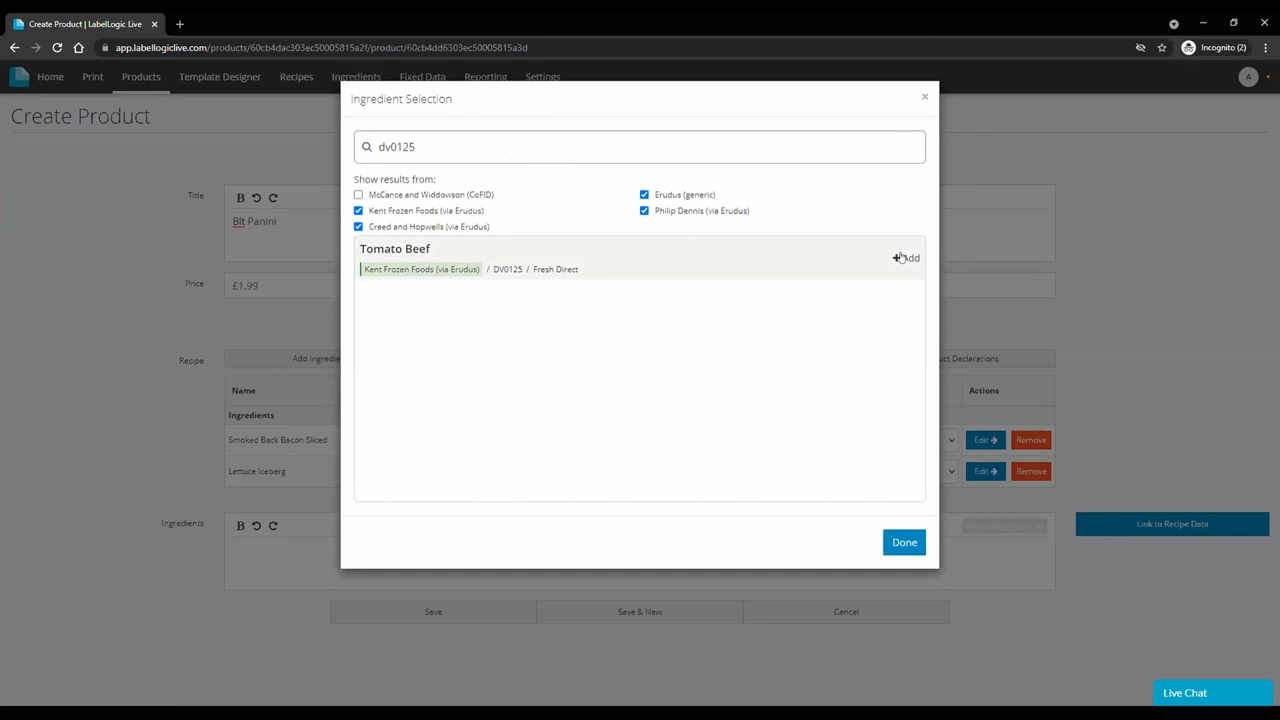 Create Product | LabelLogic Live
app.labellogiclive.com/products/60cb4dac303ec50005815a2f/product/60cb4dd6303ec50005815a3d
Incognito (2)
Home Print Products Template Designer Recipes Ingredients Fixed Data Reporting Settings A
Create Product
Ingredient Selection
dv0125
Show results from:
McCance and Widdowson (CoFID) Erudus (generic)
Kent Frozen Foods (via Erudus) Philip Dennis (via Erudus)
Creed and Hopwells (via Erudus)
Tomato Beef
Add
Kent Frozen Foods (via Erudus) / DV0125 / Fresh Direct
Done
Title B
Blt Panini
Price £1.99
Recipe Add Ingredie uct Declarations
Name Actions
Ingredients
Smoked Back Bacon Sliced Edit Remove
Lettuce Iceberg Edit Remove
Ingredients B Link to Recipe Data
Save Save & New Cancel
Live Chat